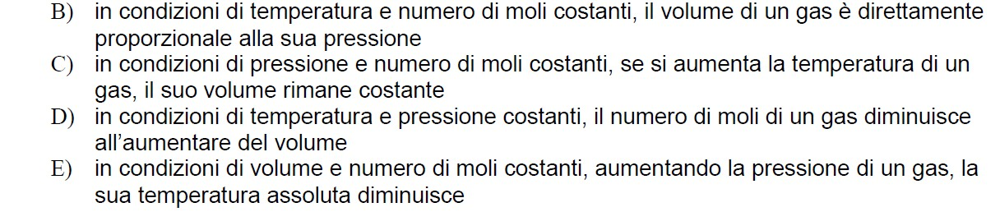 B) in condizioni di temperatura e numero di moli costanti, il volume di un gas è direttamente
proporzionale alla sua pressione
C) in condizioni di pressione e numero di moli costanti, se si aumenta la temperatura di un
gas, il suo volume rimane costante
D) in condizioni di temperatura e pressione costanti, il numero di moli di un gas diminuisce
all'aumentare del volume
E) in condizioni di volume e numero di moli costanti, aumentando la pressione di un gas, la
sua temperatura assoluta diminuisce